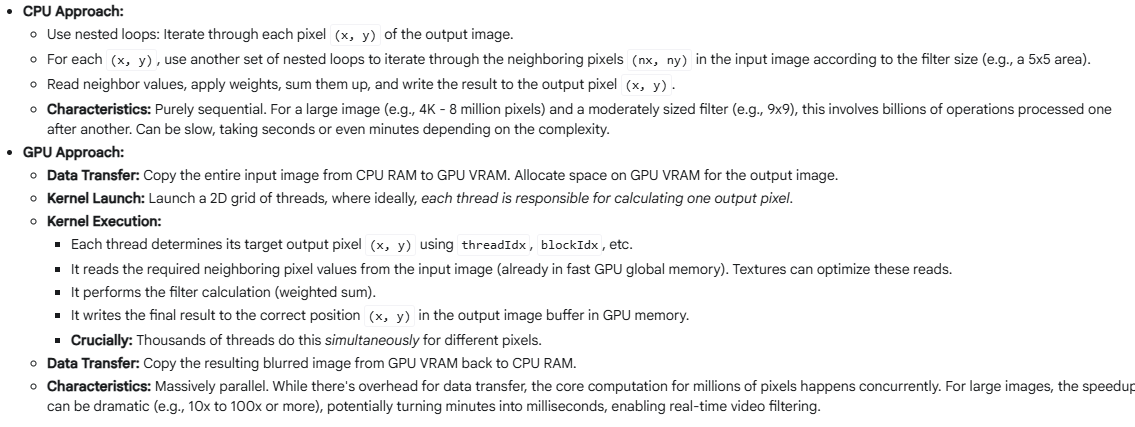 CPU Approach:
Use nested loops: Iterate through each pixel (x, y) of the output image.
For each (x, y), use another set of nested loops to iterate through the neighboring pixels (nx, ny) in the input image according to the filter size (e.g., a 5x5 area).
Read neighbor values, apply weights, sum them up, and write the result to the output pixel (x, y).
Characteristics: Purely sequential. For a large image (e.g., 4K - 8 million pixels) and a moderately sized filter (e.g., 9x9), this involves billions of operations processed one
after another. Can be slow, taking seconds or even minutes depending on the complexity.
GPU Approach:
Data Transfer: Copy the entire input image from CPU RAM to GPU VRAM. Allocate space on GPU VRAM for the output image.
Kernel Launch: Launch a 2D grid of threads, where ideally, each thread is responsible for calculating one output pixel.
Kernel Execution:
Each thread determines its target output pixel (x, y) using threadIdx, blockIdx, etc.
It reads the required neighboring pixel values from the input image (already in fast GPU global memory). Textures can optimize these reads.
It performs the filter calculation (weighted sum).
It writes the final result to the correct position (x, y) in the output image buffer in GPU memory.
Crucially: Thousands of threads do this simultaneously for different pixels.
Data Transfer: Copy the resulting blurred image from GPU VRAM back to CPU RAM.
Characteristics: Massively parallel. While there's overhead for data transfer, the core computation for millions of pixels happens concurrently. For large images, the speedup
can be dramatic (e.g., 10x to 100x or more), potentially turning minutes into milliseconds, enabling real-time video filtering.